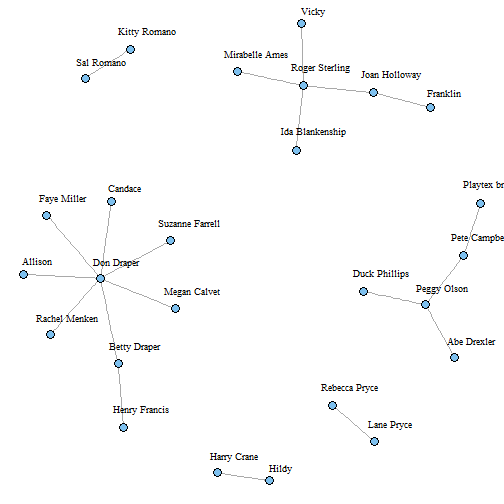 Vicky
Kitty Romano
Mirabelle Ames
Sal Romano
Roger Sterling
Joan Holloway
Franklin
Ida Blankenship
Playtex br
Candace
Faye Miller
Suzanne Farrell
Pete Campbe
Allison
Don Draper
Duck Phillips
Peggy Olson
Megan Calvet
Rachel Menken
Abe Drexler
Betty Draper
Rebecca Pryce
Henry Francis
Lane Pryce
Harry Crane
Hildy